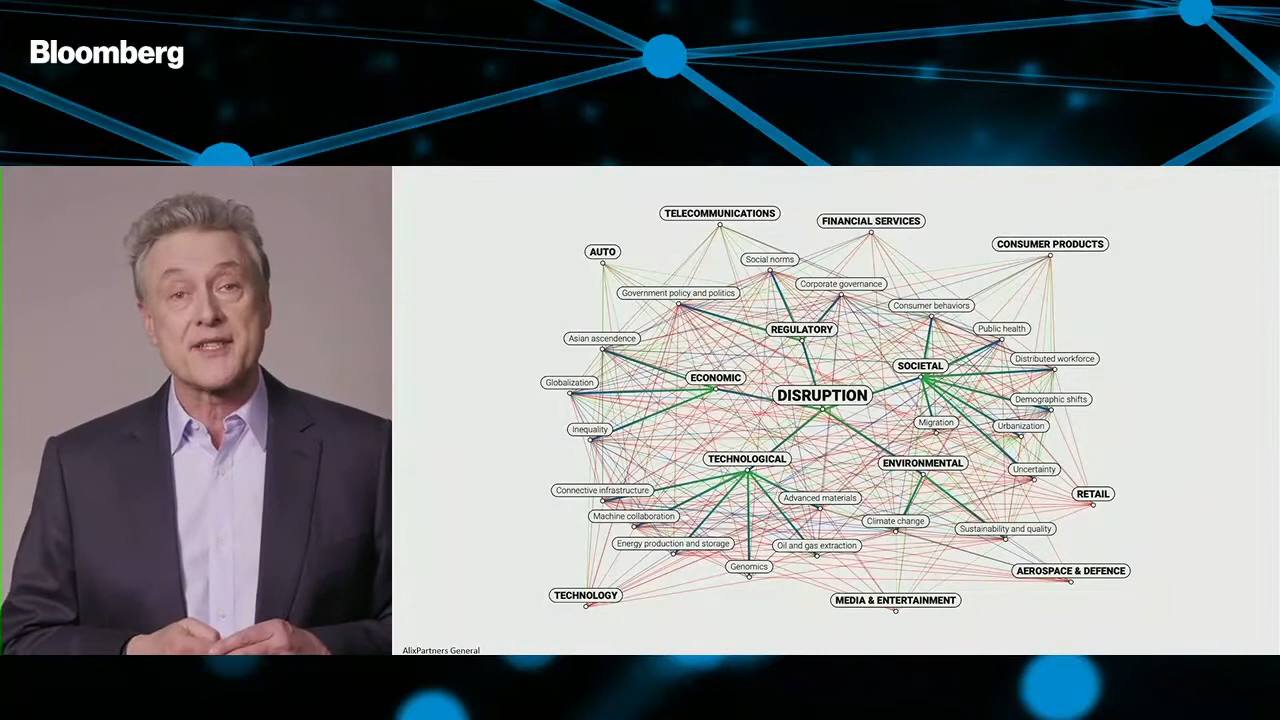 Bloomberg
TELECOMMUNICATIONS
FINANCIAL SERVICES
CONSUMER PRODUCTS
AUTO
Social norms
Corporate governance
Government policy and politics
Consumer behaviors
REGULATORY
Public health
Asian ascendence
Distributed workforce
SOCIETAL
ECONOMIC
Globalization
DISRUPTION
Demographic shifts
Migration
Urbanization
Inequality
TECHNOLOGICAL
ENVIRONMENTAL
Uncertainty
Connective infrastructure
Advanced materials
RETAIL
Machine collaboration
Climate change
Sustainability and quality
Energy production and storage
Oil and gas extraction
Genomics
AEROSPACE & DEFENCE
TECHNOLOGY
MEDIA & ENTERTAINMENT
AlixPartners General